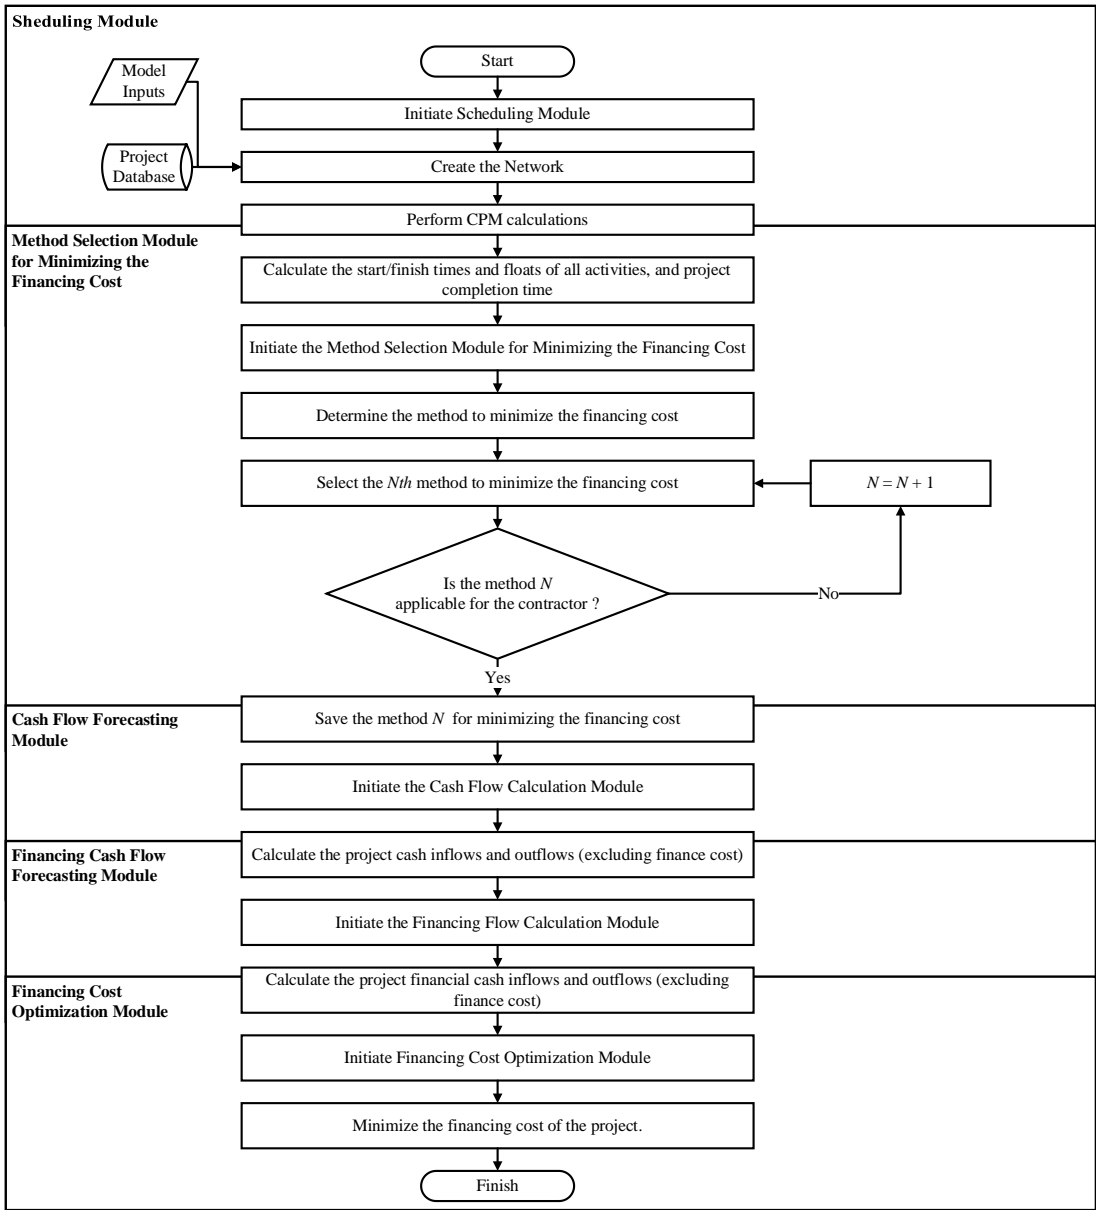 Sheduling Module
Start
Model
Inputs
Initiate Scheduling Module
Project
Database
Create the Network
Perform CPM calculations
Method Selection Module
for Minimizing the
Financing Cost
Calculate the start/finish times and floats of all activities, and project
completion time
Initiate the Method Selection Module for Minimizing the Financing Cost
Determine the method to minimize the financing cost
Select the Nth method to minimize the financing cost
N = N + 1
Is the method N
applicable for the contractor ?
No
Yes
Save the method N for minimizing the financing cost
Cash Flow Forecasting
Module
Initiate the Cash Flow Calculation Module
Calculate the project cash inflows and outflows (excluding finance cost)
Financing Cash Flow
Forecasting Module
Initiate the Financing Flow Calculation Module
Calculate the project financial cash inflows and outflows (excluding
finance cost)
Financing Cost
Optimization Module
Initiate Financing Cost Optimization Module
Minimize the financing cost of the project.
Finish